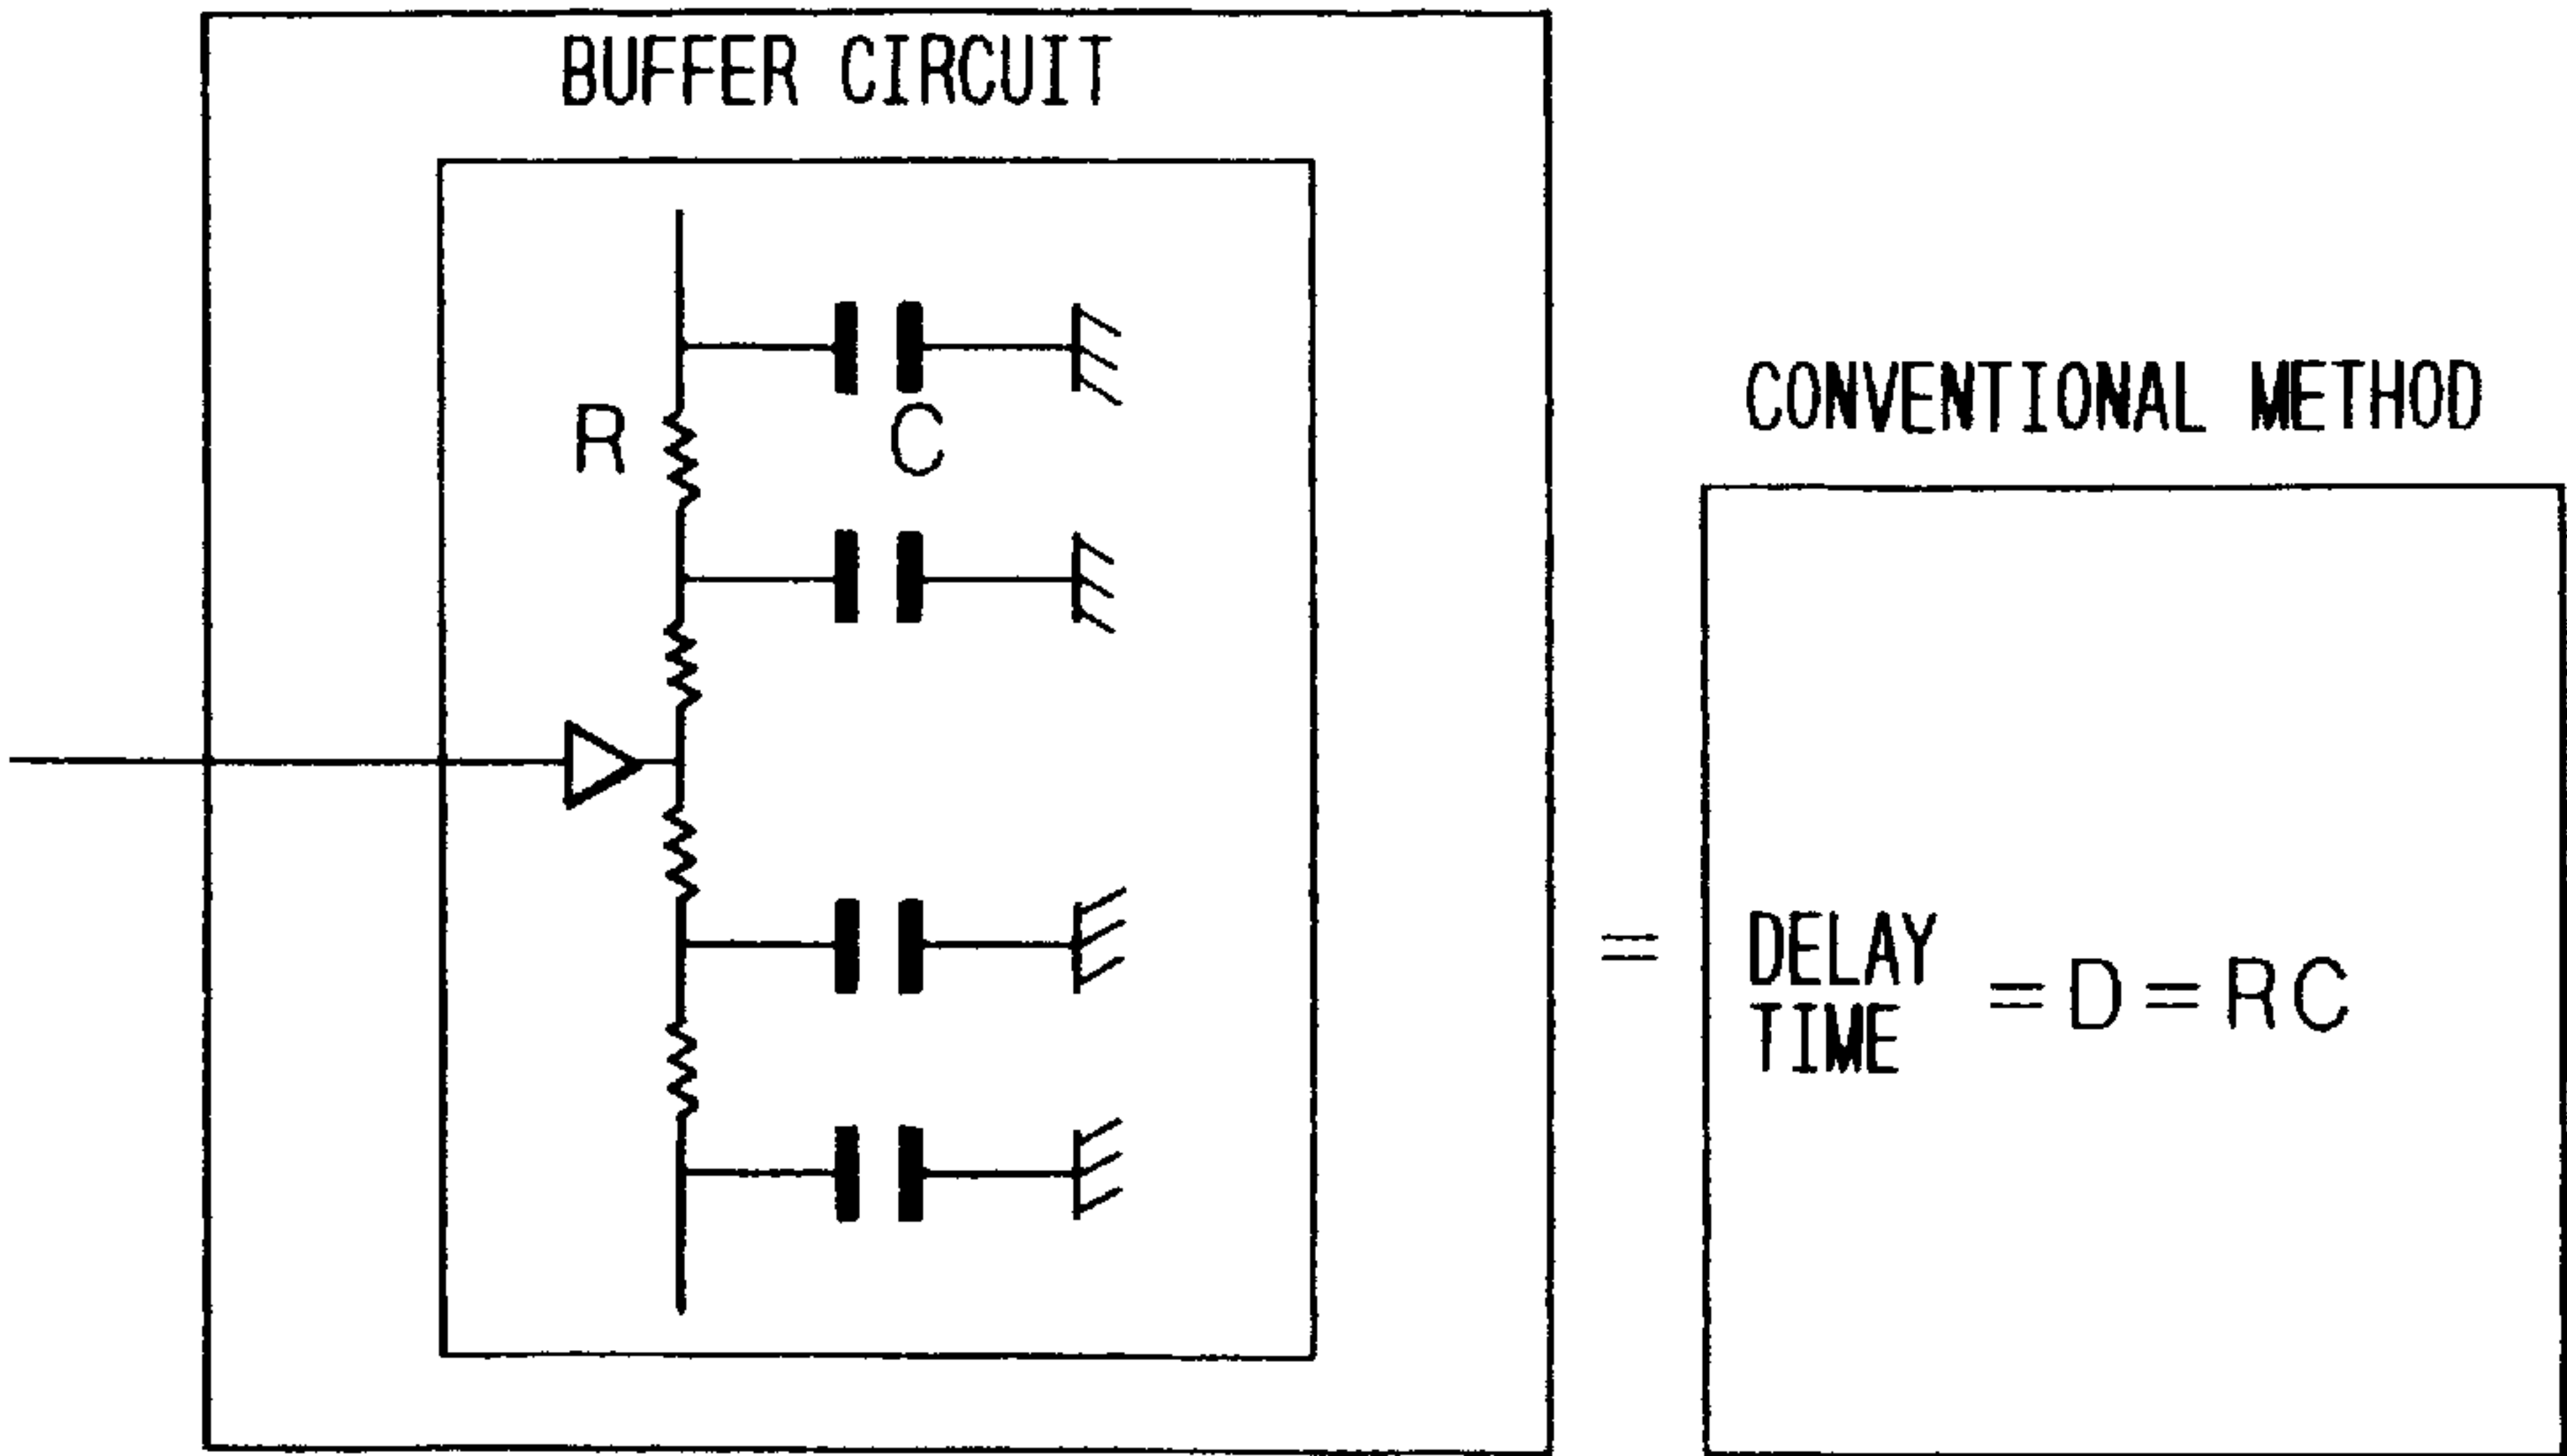 BUFFER CIRCUIT
R
C
CONVENTIONAL METHOD
=
DELAY
TIME
=D=RC